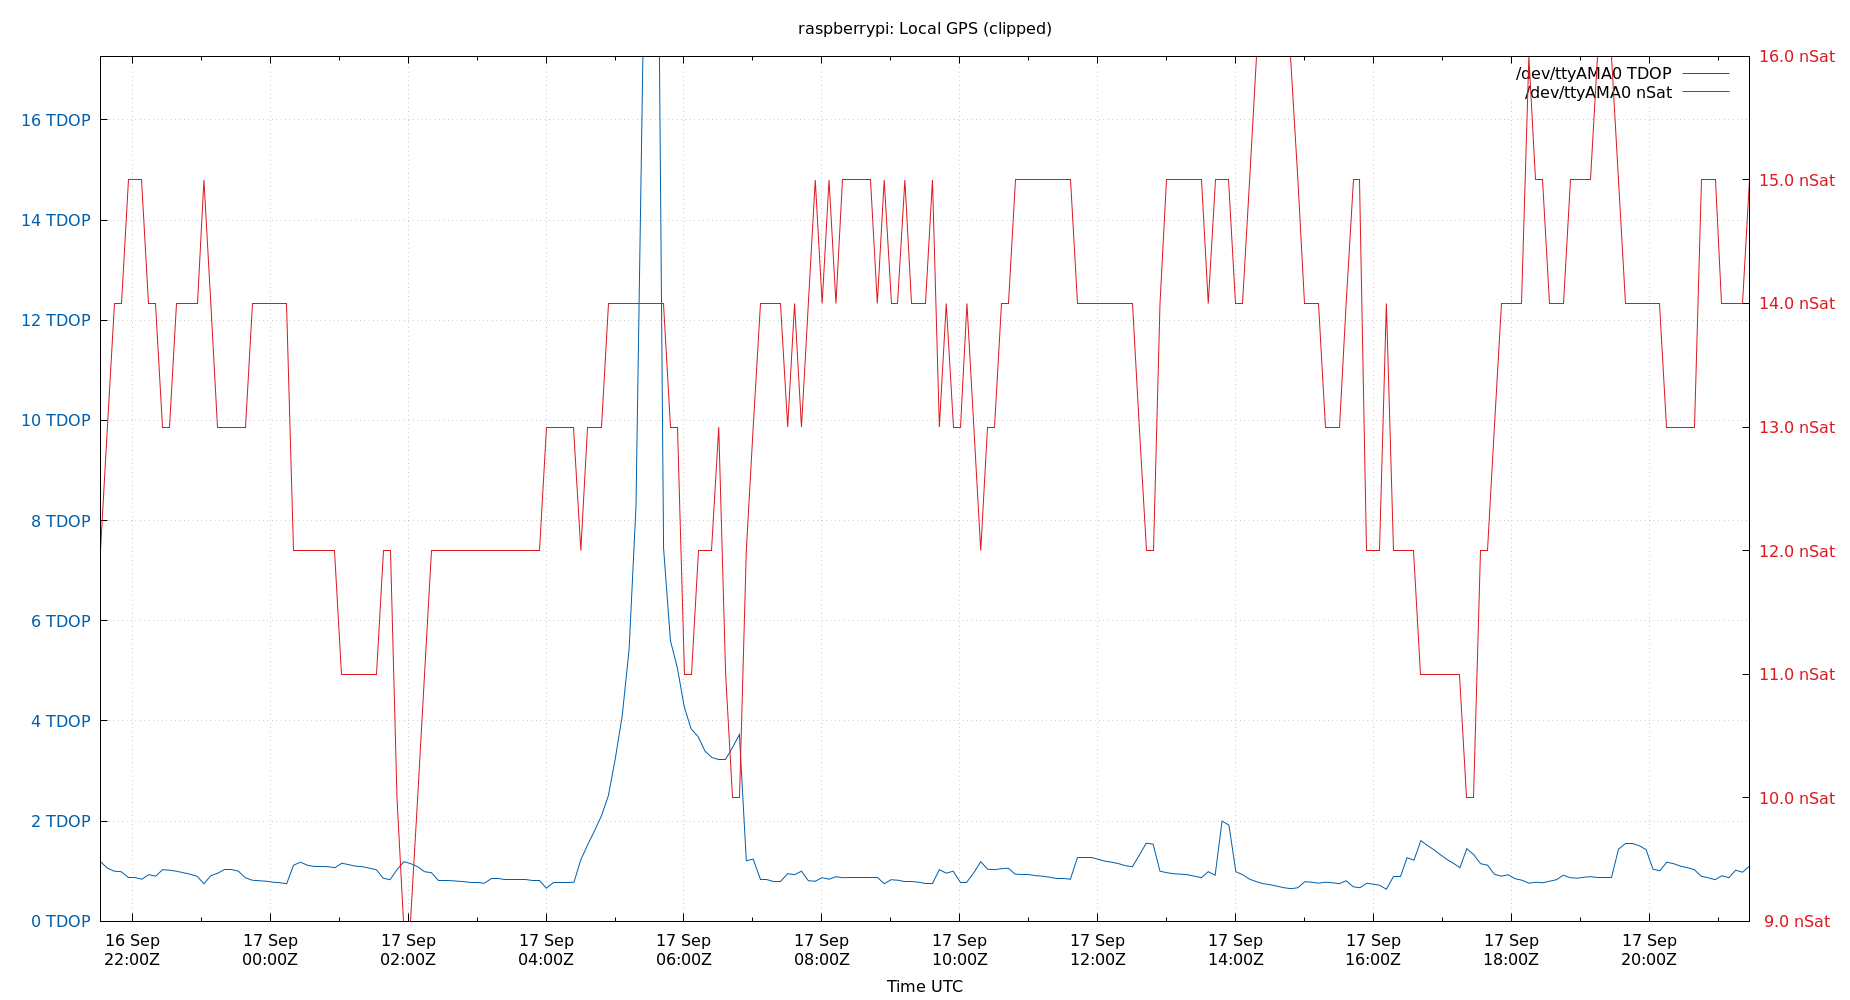 raspberrypi: Local GPS (clipped)
16.0 nSat
/dev/ttyAMA0 TDOP
/dev/ttyAMA0 nSat
16 TDOP
15.0 nSat
14 TDOP
14.0 nSat
12 TDOP
13.0 nSat
10 TDOP
8 TDOP
12.0 nSat
6 TDOP
11.0 nSat
4 TDOP
10.0 nSat
2 TDOP
0 TDOP
9.0 nSat
16 Sep 17 Sep 17 Sep 17 Sep 17 Sep 17 Sep 17 Sep 17 Sep 17 Sep 17 Sep 17 Sep 17 Sep
22:00Z 00:00Z 02:00Z 04:00Z 06:00Z 08:00Z 10:00Z 12:00Z 14:00Z 16:00Z 18:00Z 20:00Z
Time UTC